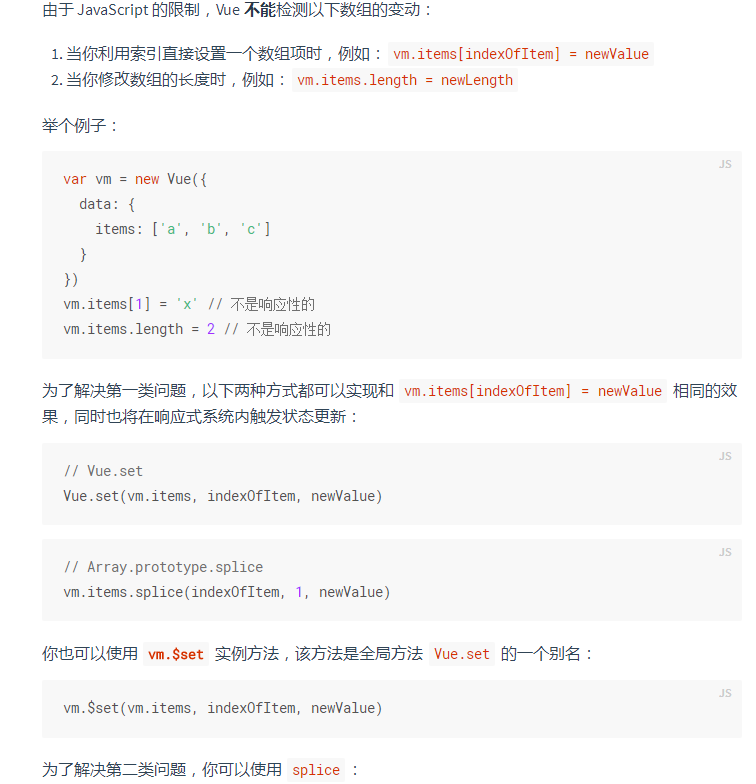 由于 JavaScript 的限制，Vue 不能检测以下数组的变动：
1. 当你利用索引直接设置一个数组项时，例如： vm.items[indexOfItem] = newValue
2. 当你修改数组的长度时，例如： vm.items.length = newLength
举个例子：
JS
var vm = new Vue({
  data: {
    items: ['a', 'b', 'c']
  }
})
vm.items[1] = 'x' // 不是响应性的
vm.items.length = 2 // 不是响应性的
为了解决第一类问题，以下两种方式都可以实现和 vm.items[indexOfItem] = newValue 相同的效
果，同时也将在响应式系统内触发状态更新：
JS
// Vue.set
Vue.set(vm.items, indexOfItem, newValue)
JS
// Array.prototype.splice
vm.items.splice(indexOfItem, 1, newValue)
你也可以使用 vm.$set 实例方法，该方法是全局方法 Vue.set 的一个别名：
JS
vm.$set(vm.items, indexOfItem, newValue)
为了解决第二类问题，你可以使用 splice ：